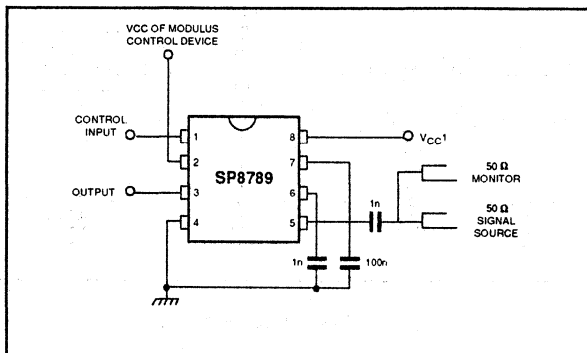 VCC OF MODULUS
CONTROL DEVICE
CONTROL
INPUT
1
8
VCC1
2
7
SP8789
50 Ω
MONITOR
OUTPUT
3
6
1n
50 Ω
SIGNAL
SOURCE
4
5
1n
100n